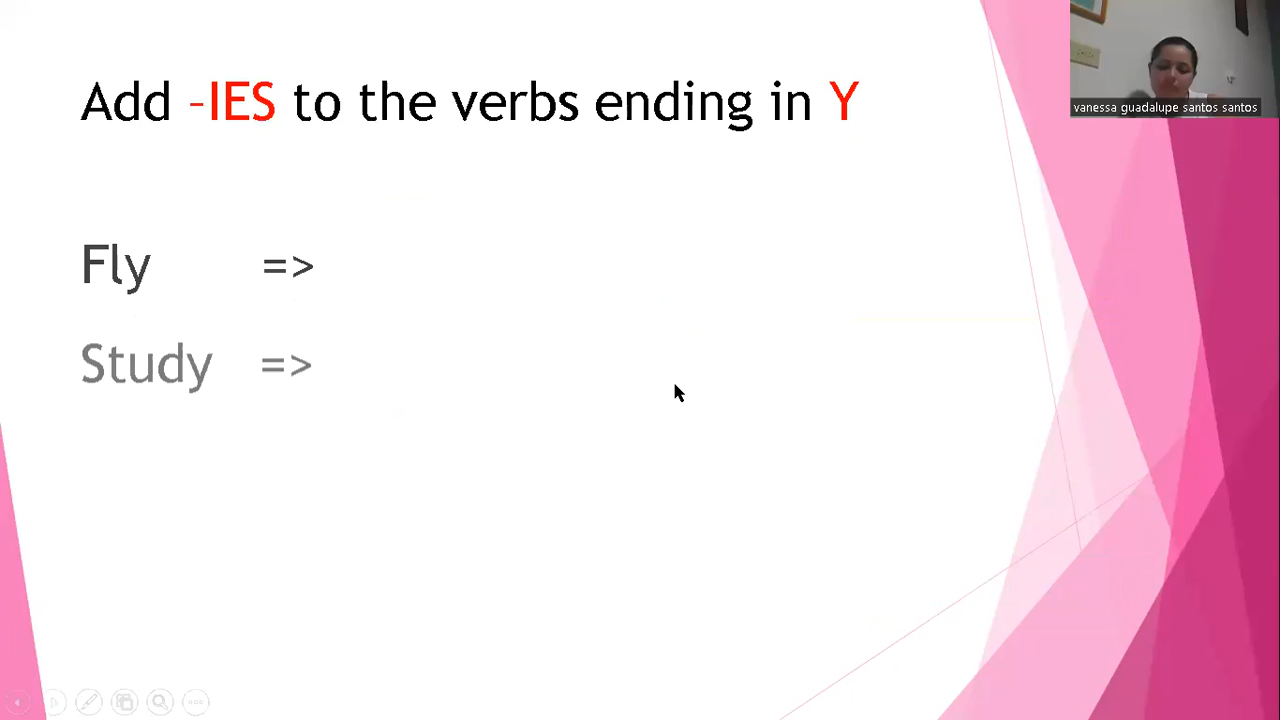 Add –IES to the verbs ending in Y
vanessa guadalupe santos santos
Fly =>
Study =>